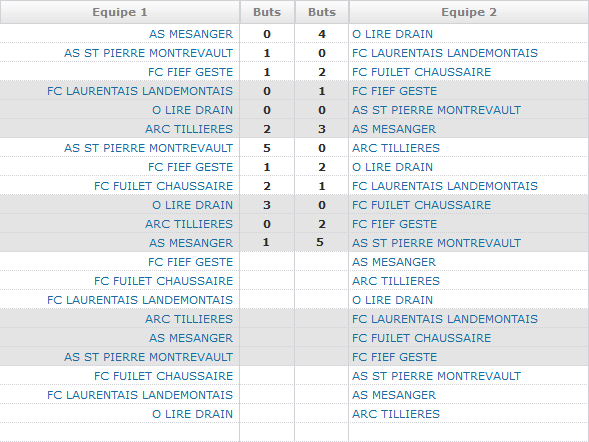 Equipe 1 Buts Buts Equipe 2
AS MESANGER 0 4 O LIRE DRAIN
AS ST PIERRE MONTREVAULT 1 0 FC LAURENTAIS LANDEMONTAIS
FC FIEF GESTE 1 2 FC FUILET CHAUSSAIRE
FC LAURENTAIS LANDEMONTAIS 0 1 FC FIEF GESTE
O LIRE DRAIN 0 0 AS ST PIERRE MONTREVAULT
ARC TILLIERES 2 3 AS MESANGER
AS ST PIERRE MONTREVAULT 5 0 ARC TILLIERES
FC FIEF GESTE 1 2 O LIRE DRAIN
FC FUILET CHAUSSAIRE 2 1 FC LAURENTAIS LANDEMONTAIS
O LIRE DRAIN 3 0 FC FUILET CHAUSSAIRE
ARC TILLIERES 0 2 FC FIEF GESTE
AS MESANGER 1 5 AS ST PIERRE MONTREVAULT
FC FIEF GESTE AS MESANGER
FC FUILET CHAUSSAIRE ARC TILLIERES
FC LAURENTAIS LANDEMONTAIS O LIRE DRAIN
ARC TILLIERES FC LAURENTAIS LANDEMONTAIS
AS MESANGER FC FUILET CHAUSSAIRE
AS ST PIERRE MONTREVAULT FC FIEF GESTE
FC FUILET CHAUSSAIRE AS ST PIERRE MONTREVAULT
FC LAURENTAIS LANDEMONTAIS AS MESANGER
O LIRE DRAIN ARC TILLIERES